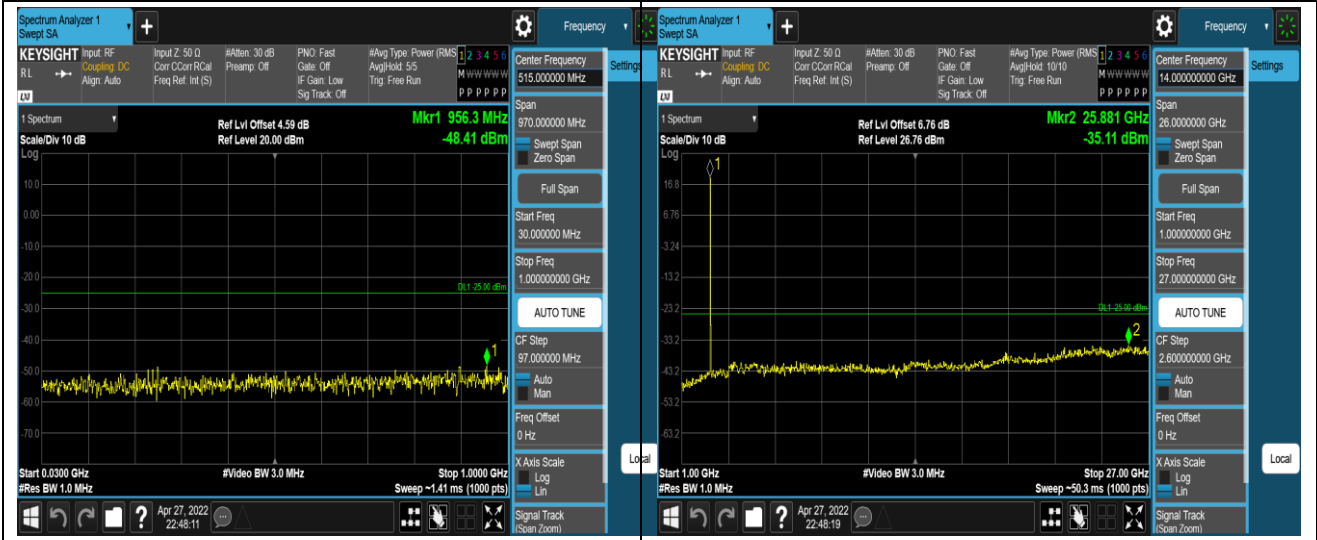 Spectrum Analyzer 1
Swept SA
+
Frequency
KEYSIGHT
Input: RF
Coupling: DC
Align: Auto
Input Z: 50 Ω
Corr CCorr RCal
Freq Ref: Int (S)
#Atten: 30 dB
Preamp: Off
PNO: Fast
Gate: Off
IF Gain: Low
Sig Track: Off
#Avg Type: Power (RMS
Avg|Hold: 5/5
Trig: Free Run
1 2 3 4 5 6
M W W W W W
P P P P P P
RL
LXI
Center Frequency
515.000000 MHz
Settings
1 Spectrum
Scale/Div 10 dB
Ref Lvl Offset 4.59 dB
Ref Level 20.00 dBm
Mkr1 956.3 MHz
-48.41 dBm
Span
970.000000 MHz
Swept Span
Zero Span
Full Span
Start Freq
30.000000 MHz
Stop Freq
1.000000000 GHz
AUTO TUNE
CF Step
97.000000 MHz
Auto
Man
Freq Offset
0 Hz
X Axis Scale
Log
Lin
Signal Track
(Span Zoom)
Local
Log
10.0
0.00
-10.0
-20.0
-30.0
-40.0
-50.0
-60.0
-70.0
DL1 -25.00 dBm
1
Start 0.0300 GHz
#Res BW 1.0 MHz
#Video BW 3.0 MHz
Stop 1.0000 GHz
Sweep ~1.41 ms (1000 pts)
?
Apr 27, 2022
22:48:11
Spectrum Analyzer 1
Swept SA
+
Frequency
KEYSIGHT
Input: RF
Coupling: DC
Align: Auto
Input Z: 50 Ω
Corr CCorr RCal
Freq Ref: Int (S)
#Atten: 30 dB
Preamp: Off
PNO: Fast
Gate: Off
IF Gain: Low
Sig Track: Off
#Avg Type: Power (RMS
Avg|Hold: 10/10
Trig: Free Run
1 2 3 4 5 6
M W W W W W
P P P P P P
RL
LXI
Center Frequency
14.000000000 GHz
Settings
1 Spectrum
Scale/Div 10 dB
Ref Lvl Offset 6.76 dB
Ref Level 26.76 dBm
Mkr2 25.881 GHz
-35.11 dBm
Span
26.0000000 GHz
Swept Span
Zero Span
Full Span
Start Freq
1.000000000 GHz
Stop Freq
27.000000000 GHz
AUTO TUNE
CF Step
2.600000000 GHz
Auto
Man
Freq Offset
0 Hz
X Axis Scale
Log
Lin
Signal Track
(Span Zoom)
Local
Log
16.8
6.76
-3.24
-13.2
-23.2
-33.2
-43.2
-53.2
-63.2
DL1 -25.00 dBm
1
2
Start 1.00 GHz
#Res BW 1.0 MHz
#Video BW 3.0 MHz
Stop 27.00 GHz
Sweep ~50.3 ms (1000 pts)
?
Apr 27, 2022
22:48:19